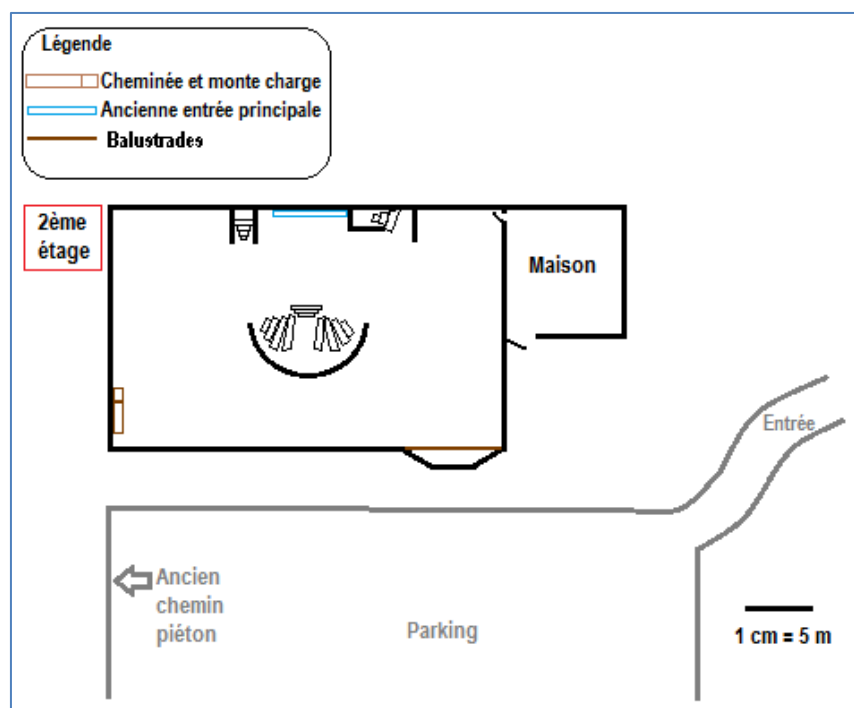 Légende
Cheminée et monte charge
Ancienne entrée principale
Balustrades
2ème
étage
Maison
Entrée
Ancien
chemin
piéton
Parking
1 cm = 5 m